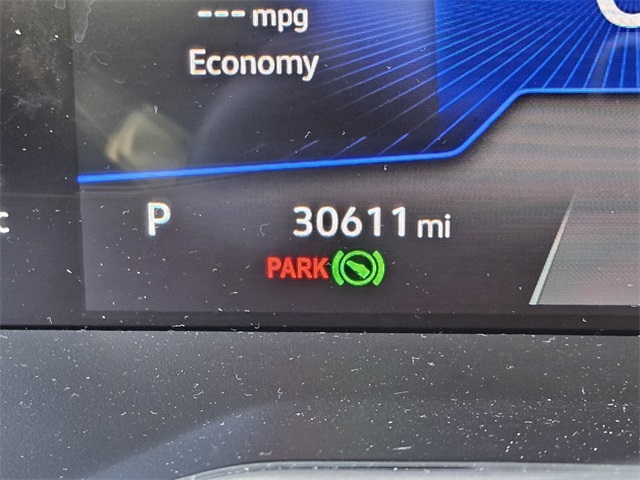 --- mpg
Economy
P 30611 mi
PARK